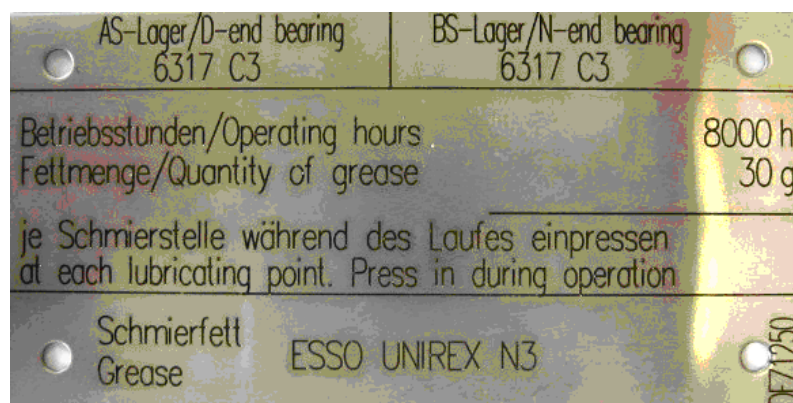 AS-Lager/D-end bearing
6317 C3
BS-Lager/N-end bearing
6317 C3
Betriebsstunden/Operating hours 8000 h
Fettmenge/Quantity of grease 30 g
je Schmierstelle während des Laufes einpressen
at each lubricating point. Press in during operation
Schmierfett
Grease
ESSO UNIREX N3